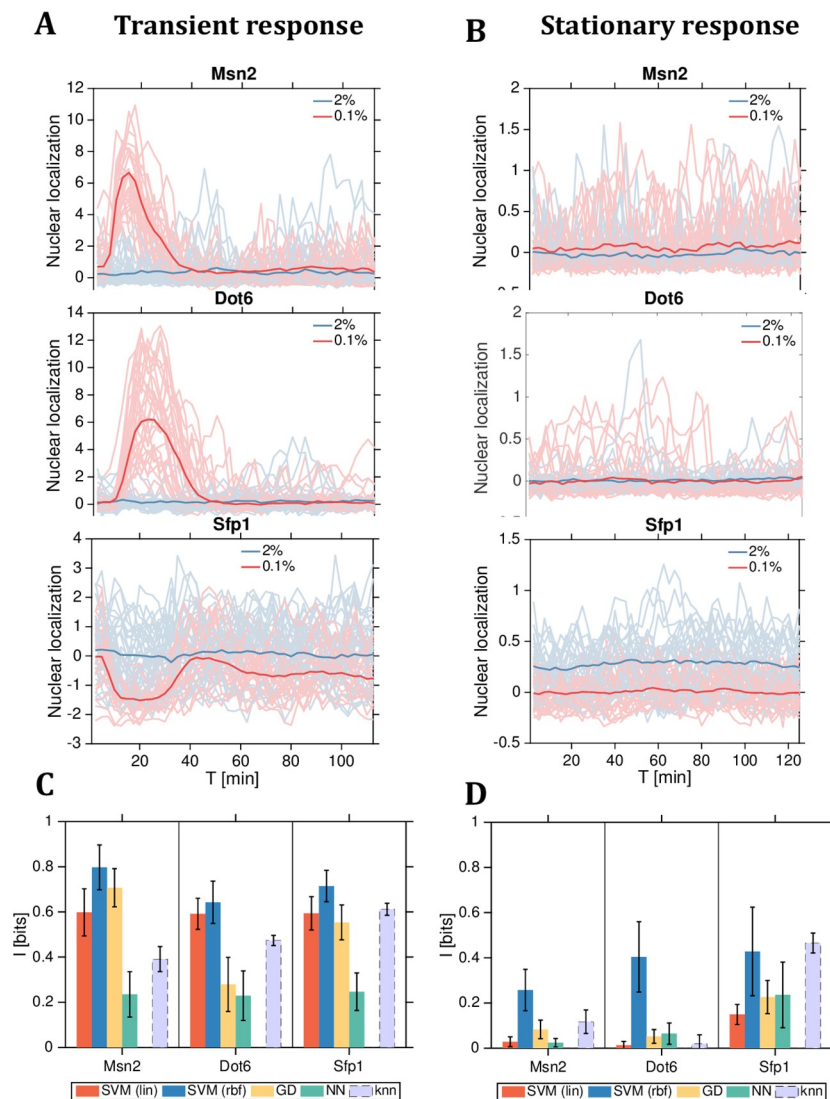 A Transient response
Msn2
2%
0.1%
Nuclear localization
12
10
8
6
4
2
0
Dot6
2%
0.1%
Nuclear localization
14
12
10
8
6
4
2
0
Sfp1
2%
0.1%
Nuclear localization
4
3
2
1
0
-1
-2
-3
20 40 60 80 100
T [min]
B Stationary response
Msn2
2%
0.1%
Nuclear localization
2
1.5
1
0.5
0
Dot6
2%
0.1%
Nuclear localization
2
1.5
1
0.5
0
Sfp1
2%
0.1%
Nuclear localization
1.5
1
0.5
0
-0.5
20 40 60 80 100 120
T [min]
C
I [bits]
1
0.8
0.6
0.4
0.2
0
Msn2 Dot6 Sfp1
SVM (lin) SVM (rbf) GD NN knn
D
I [bits]
1
0.8
0.6
0.4
0.2
0
Msn2 Dot6 Sfp1
SVM (lin) SVM (rbf) GD NN knn